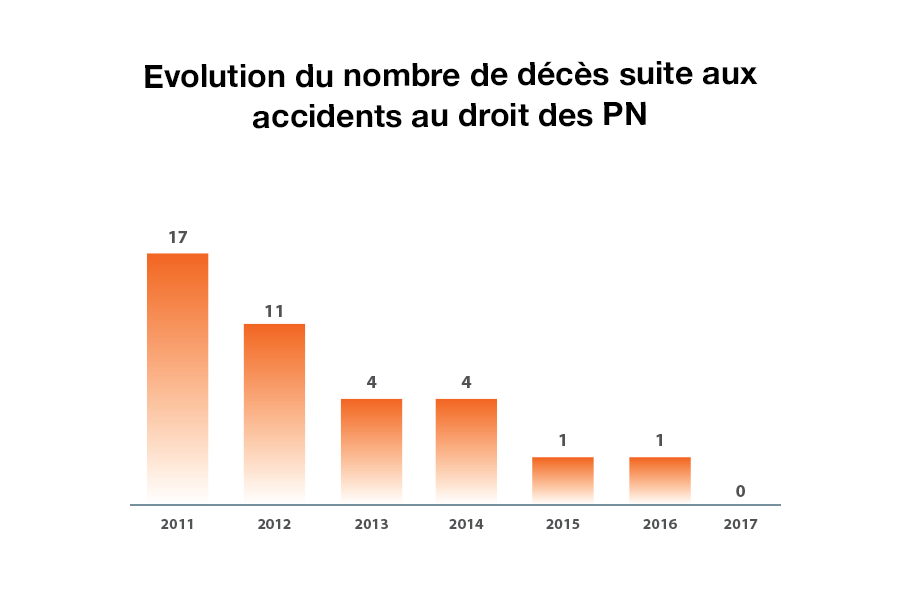 Evolution du nombre de décès suite aux
accidents au droit des PN
17
11
4
4
1
1
0
2011 2012 2013 2014 2015 2016 2017